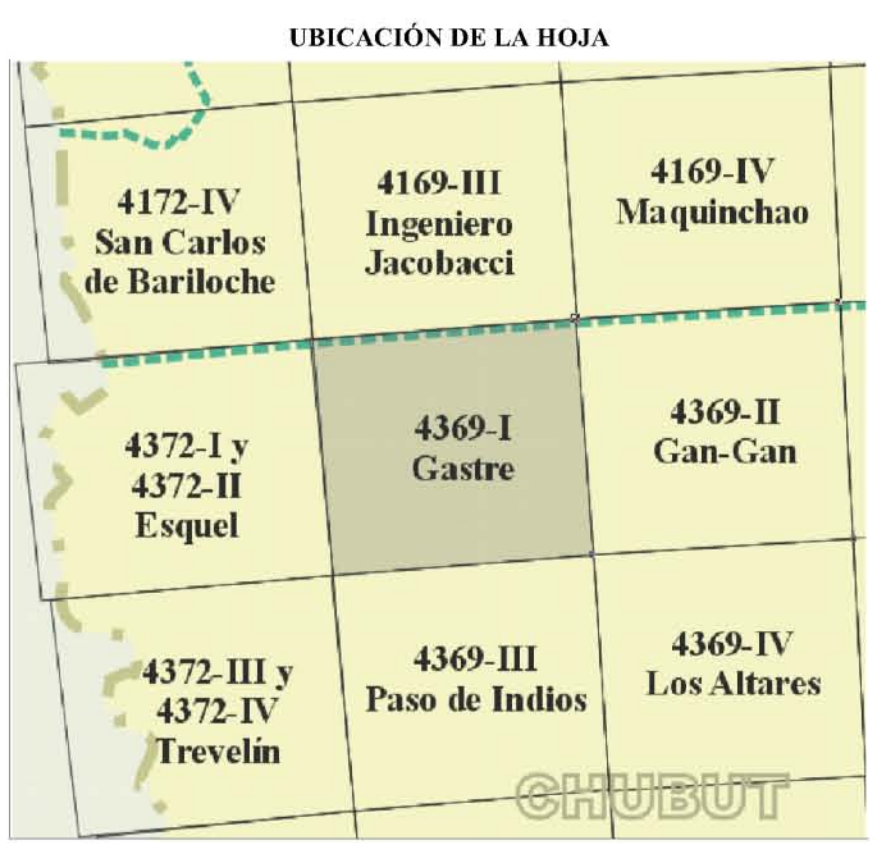 UBICACIÓN DE LA HOJA
4172-IV
San Carlos
de Bariloche
4169-III
Ingeniero
Jacobacci
4169-IV
Maquinchao
4372-I y
4372-II
Esquel
4369-I
Gastre
4369-II
Gan-Gan
4372-III y
4372-IV
Trevelín
4369-III
Paso de Indios
4369-IV
Los Altares
CHUBUT